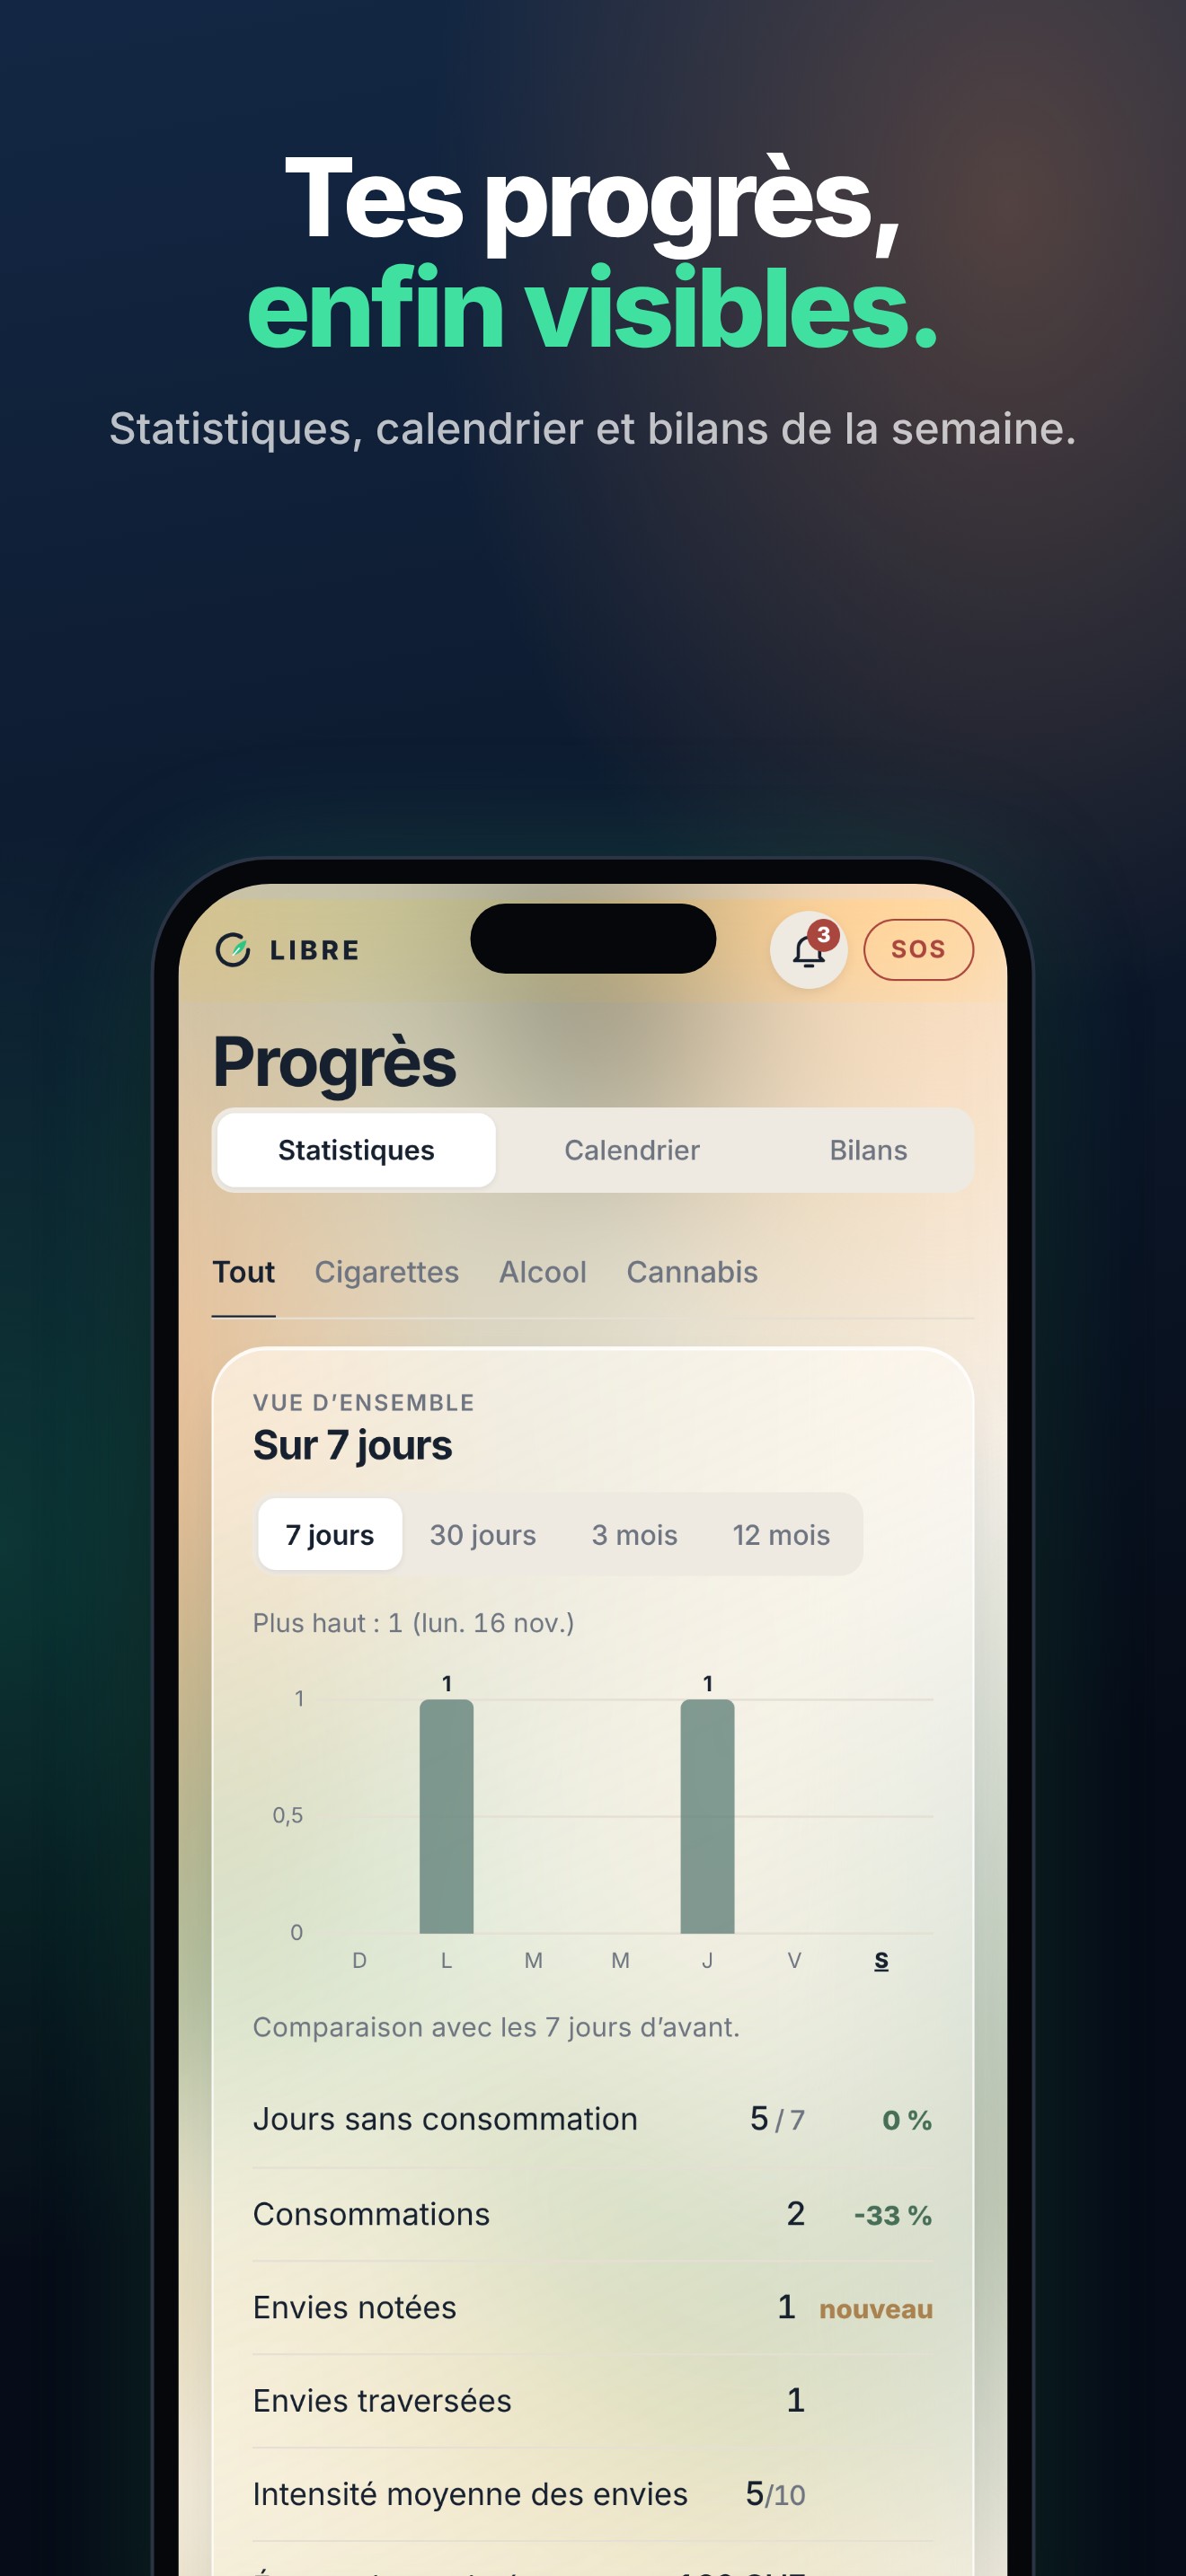 Tes progrès,
enfin visibles.
Statistiques, calendrier et bilans de la semaine.
LIBRE
3
SOS
Progrès
Statistiques Calendrier Bilans
Tout Cigarettes Alcool Cannabis
VUE D’ENSEMBLE
Sur 7 jours
7 jours 30 jours 3 mois 12 mois
Plus haut : 1 (lun. 16 nov.)
1 1
1
0,5
0
D L M M J V S
Comparaison avec les 7 jours d’avant.
Jours sans consommation 5 / 7 0 %
Consommations 2 -33 %
Envies notées 1 nouveau
Envies traversées 1
Intensité moyenne des envies 5/10